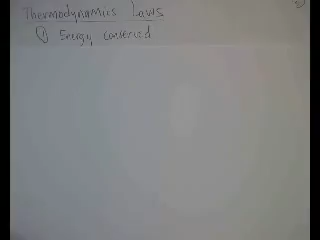 Thermodynamics Laws
① Energy conserved